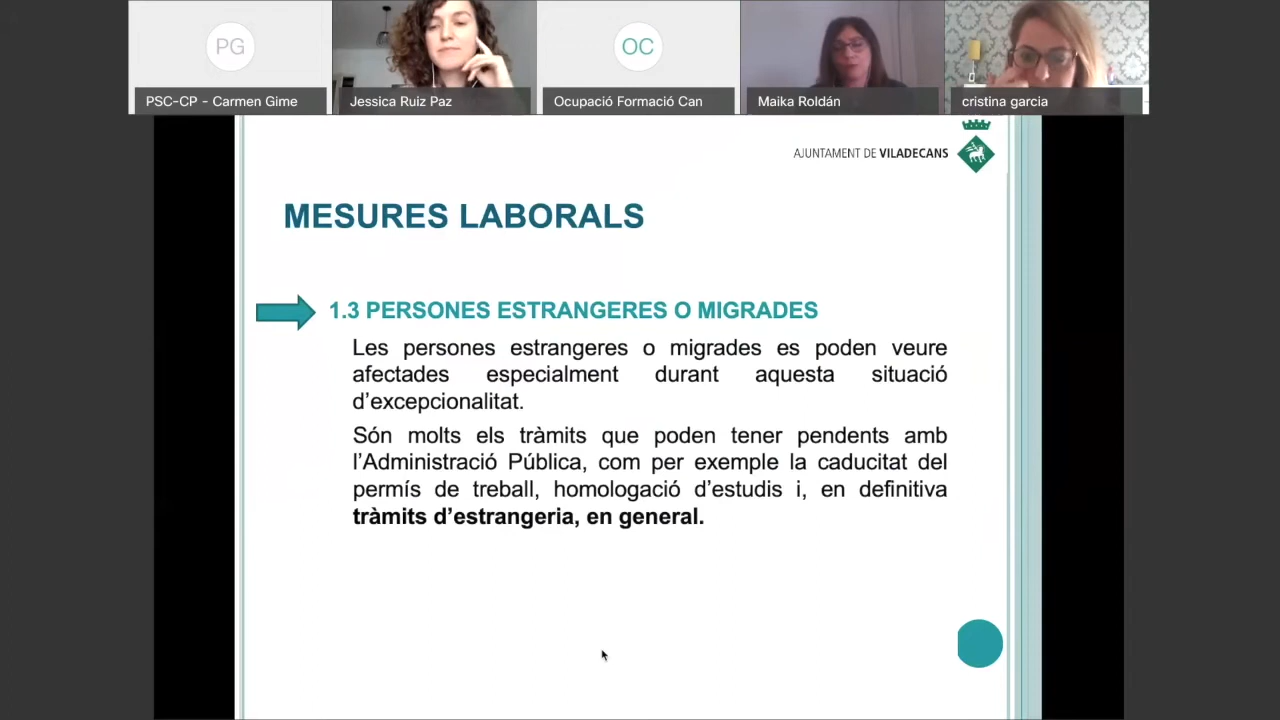 PG
OC
PSC-CP - Carmen Gime
Jessica Ruiz Paz
Ocupació Formació Can
Maika Roldán
cristina garcia
AJUNTAMENT DE VILADECANS
MESURES LABORALS
1.3 PERSONES ESTRANGERES O MIGRADES
Les persones estrangeres o migrades es poden veure
afectades especialment durant aquesta situació
d’excepcionalitat.
Són molts els tràmits que poden tener pendents amb
l’Administració Pública, com per exemple la caducitat del
permís de treball, homologació d’estudis i, en definitiva
tràmits d’estrangeria, en general.